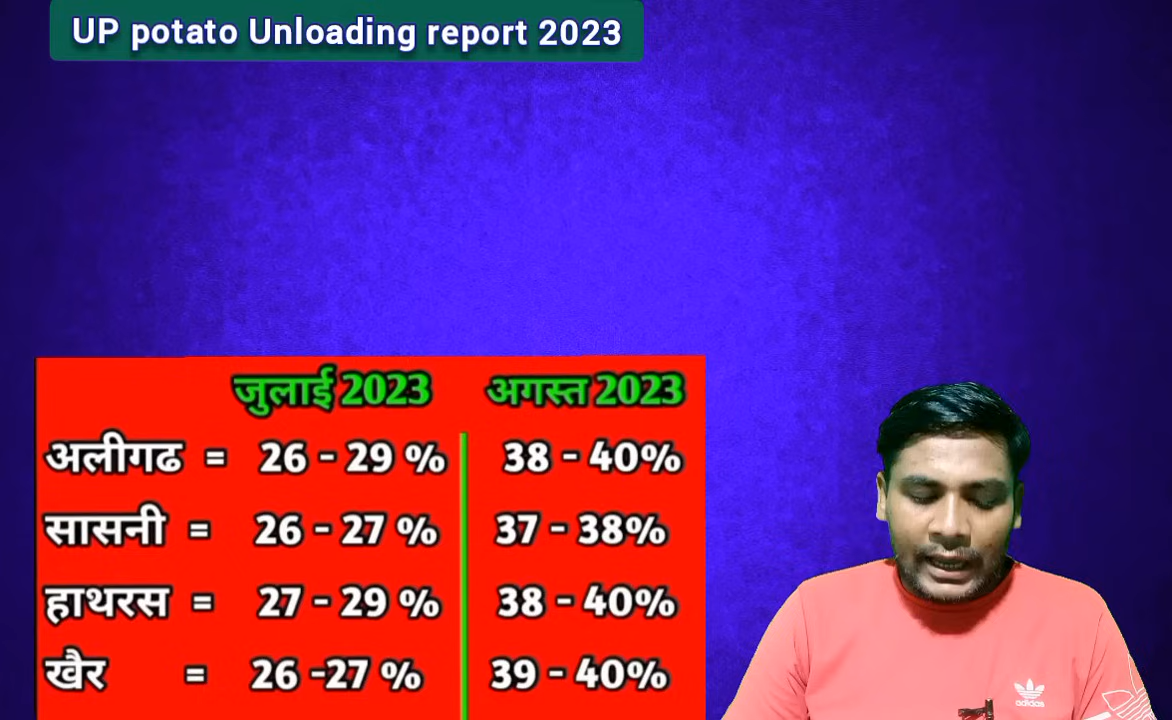 UP potato Unloading report 2023
जुलाई 2023 अगस्त 2023
अलीगढ = 26 - 29 % 38 - 40%
सासनी = 26 - 27 % 37 - 38%
हाथरस = 27 - 29 % 38 - 40%
खैर = 26 -27 % 39 - 40%
adidas